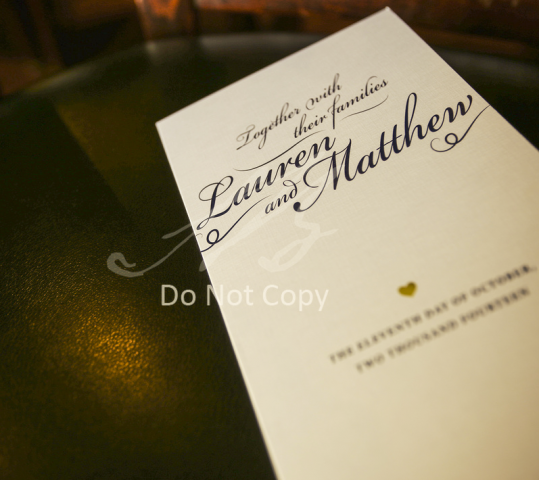 Together with
their families
Lauren
and Matthew
Do Not Copy
THE ELEVENTH DAY OF OCTOBER,
TWO THOUSAND FOURTEEN